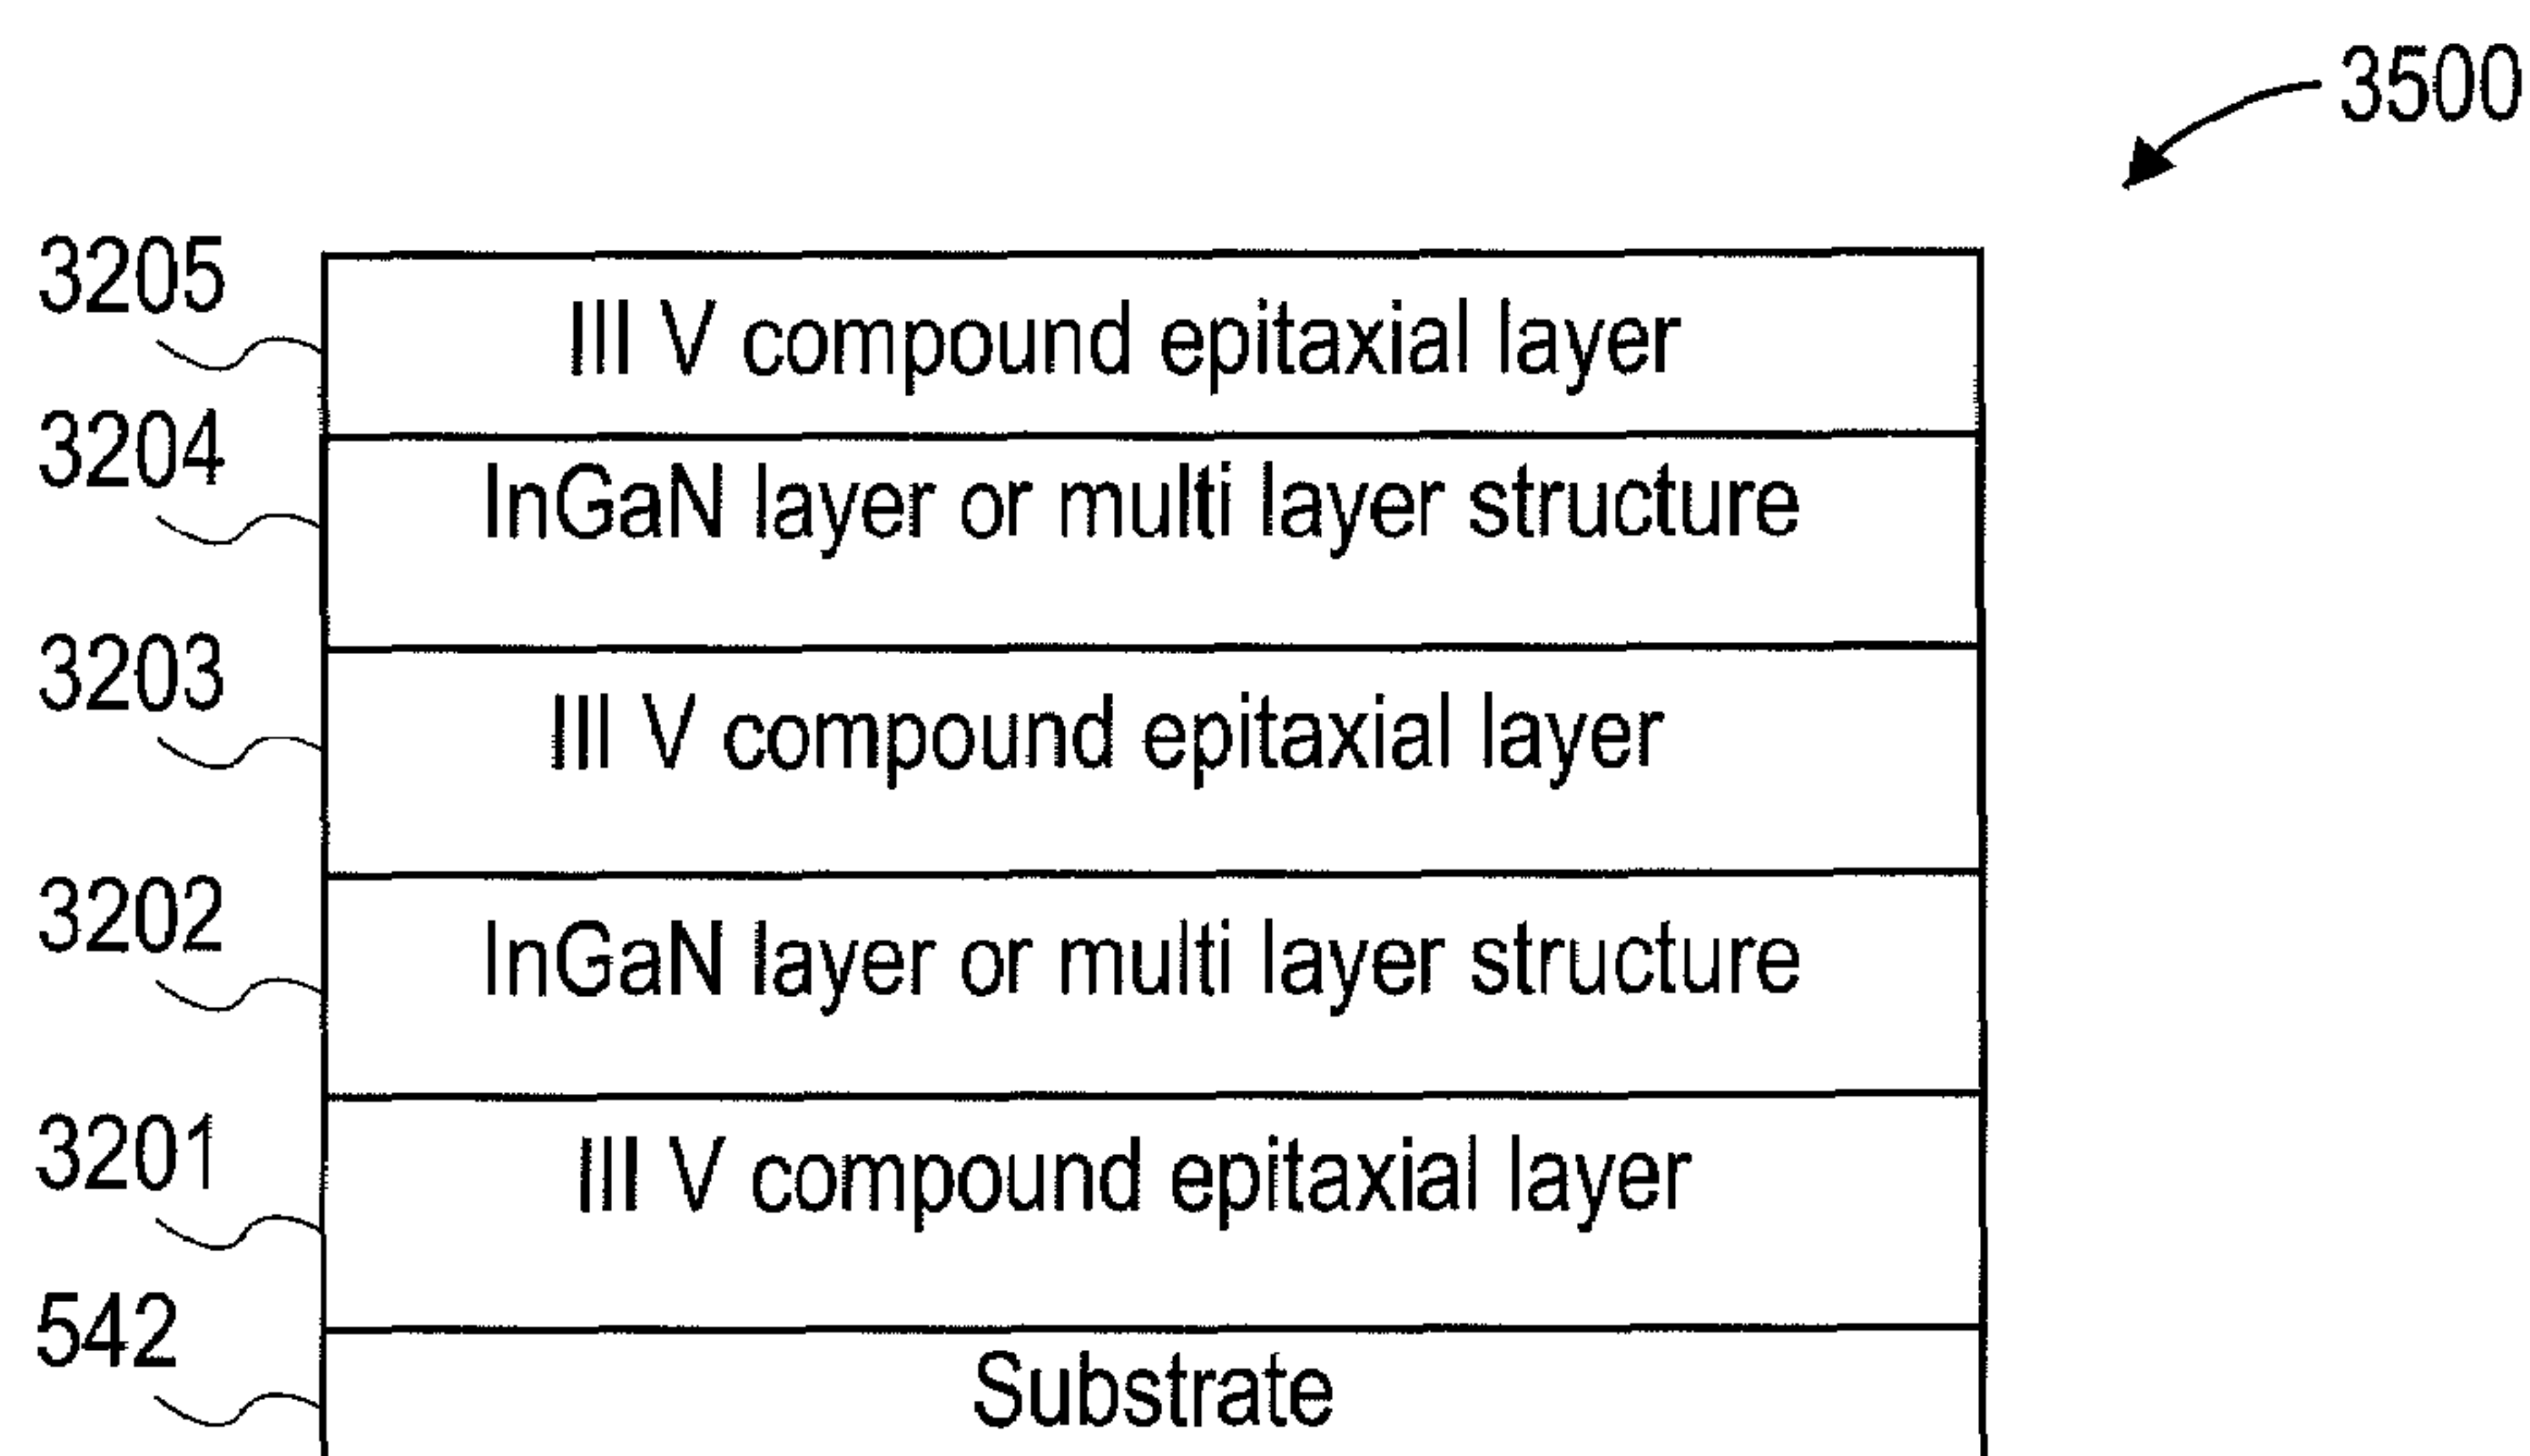 3500
3205
III V compound epitaxial layer
3204
InGaN layer or multi layer structure
3203
III V compound epitaxial layer
3202
InGaN layer or multi layer structure
3201
III V compound epitaxial layer
542
Substrate